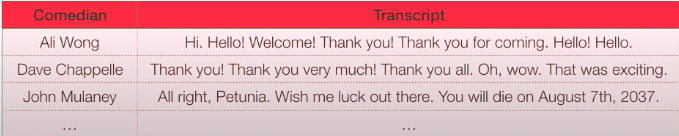 Comedian Transcript
Ali Wong Hi. Hello! Welcome! Thank you! Thank you for coming. Hello! Hello.
Dave Chappelle Thank you! Thank you very much! Thank you all. Oh, wow. That was exciting.
John Mulaney All right, Petunia. Wish me luck out there. You will die on August 7th, 2037.
... ...